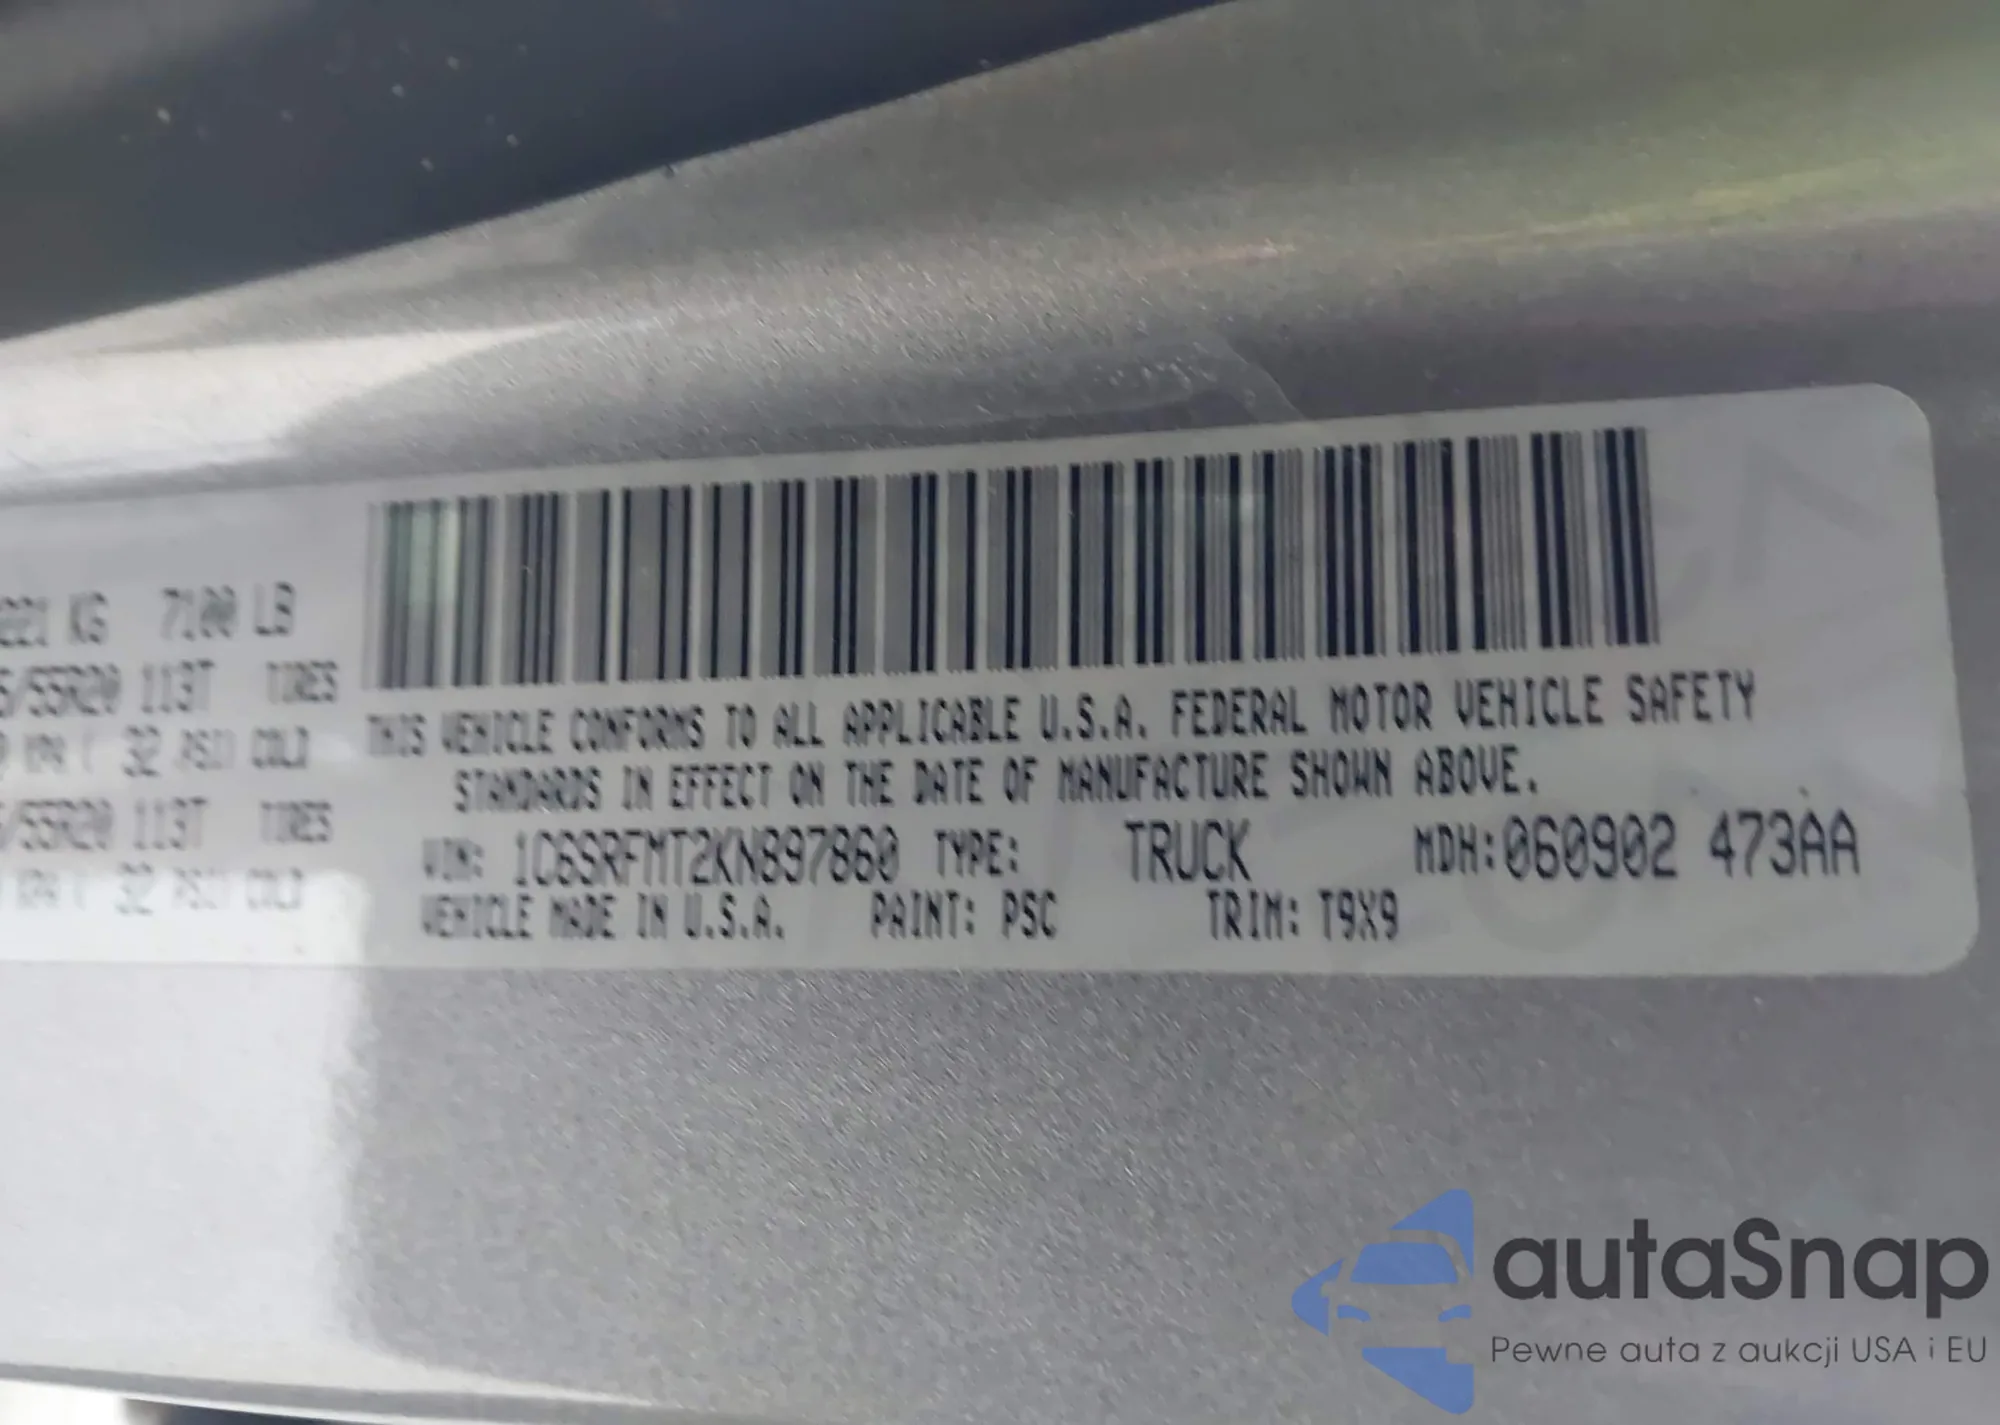 221 KG 7100 LB
5/55R20 113T TIRES
32 PSI) COLD
/55R20 113T TIRES
32 PSI) COLD
THIS VEHICLE CONFORMS TO ALL APPLICABLE U.S.A. FEDERAL MOTOR VEHICLE SAFETY
STANDARDS IN EFFECT ON THE DATE OF MANUFACTURE SHOWN ABOVE.
VIN: 1C6SRFMT2KN897860 TYPE: TRUCK MDH:060902 473AA
VEHICLE MADE IN U.S.A. PAINT: PSC TRIM: T9X9
autaSnap
Pewne auta z aukcji USA i EU